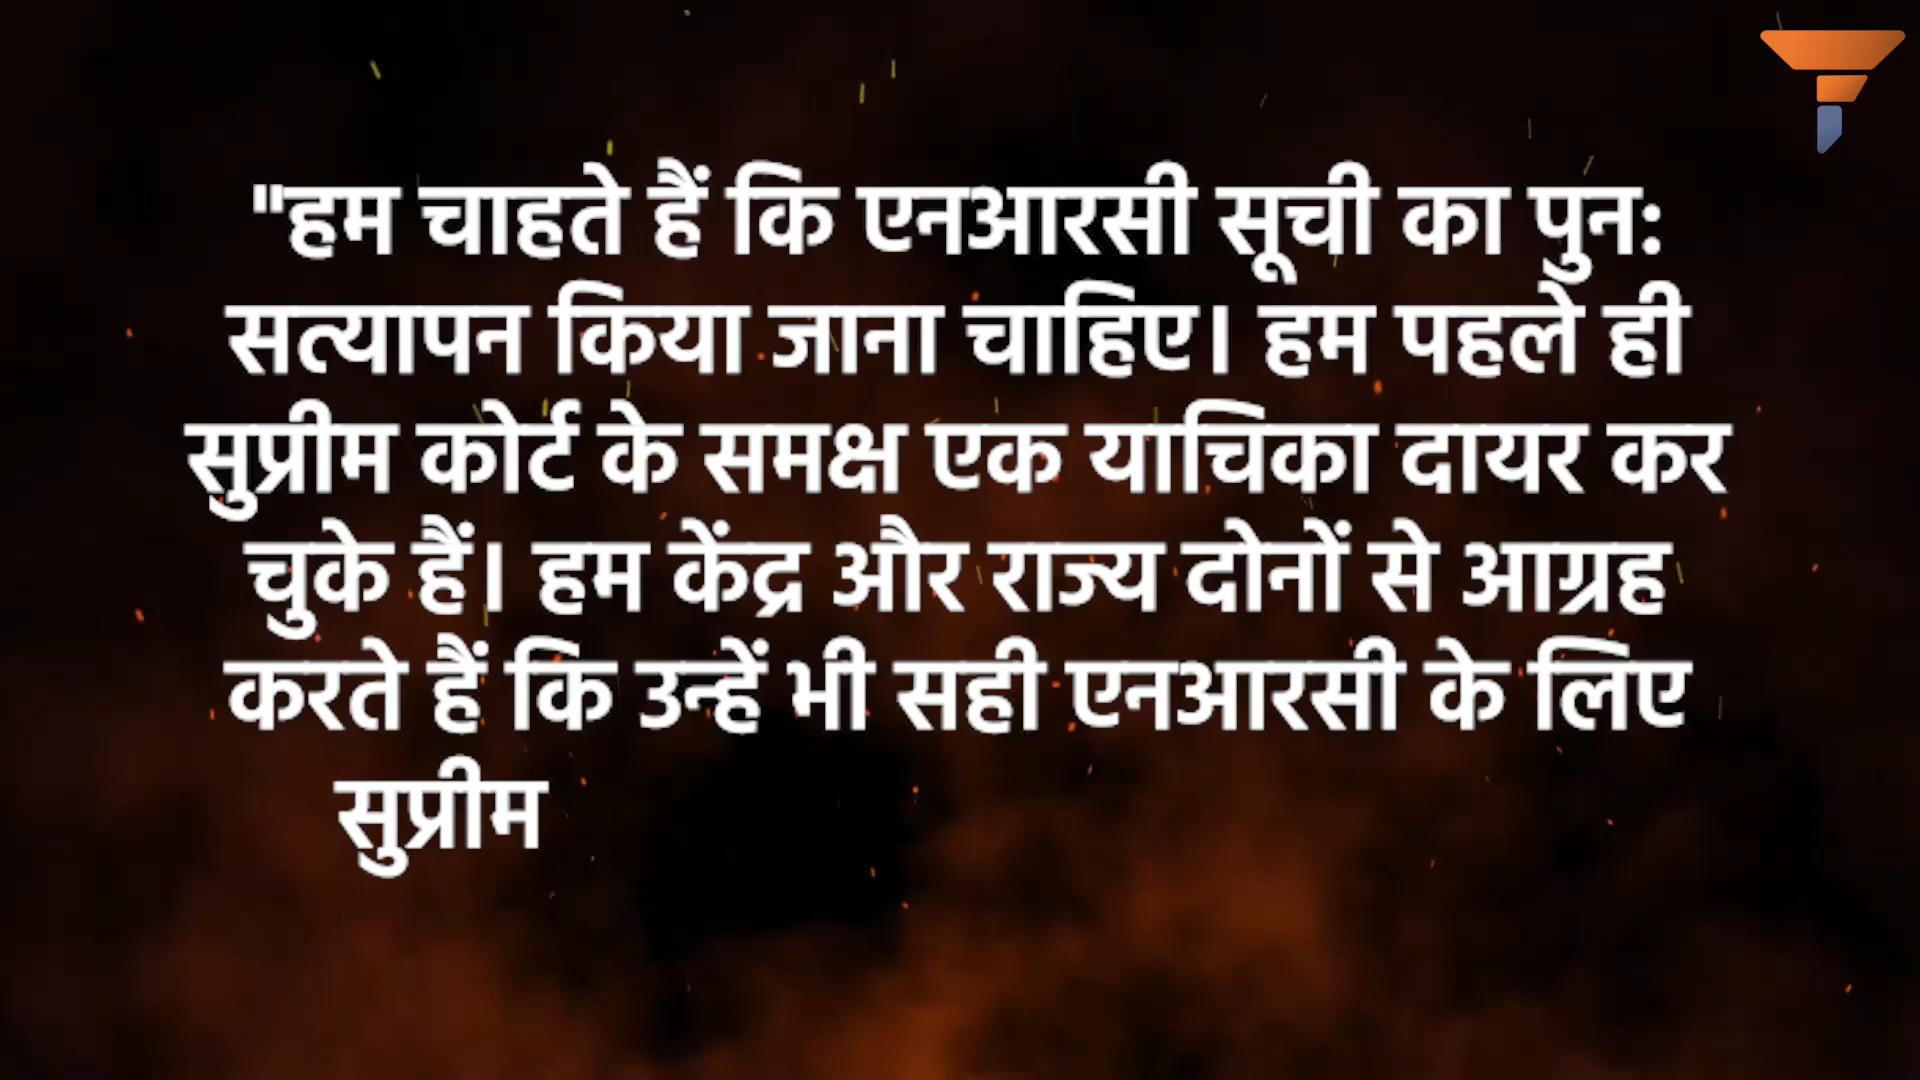 "हम चाहते हैं कि एनआरसी सूची का पुन:
सत्यापन किया जाना चाहिए। हम पहले ही
सुप्रीम कोर्ट के समक्ष एक याचिका दायर कर
चुके हैं। हम केंद्र और राज्य दोनों से आग्रह
करते हैं कि उन्हें भी सही एनआरसी के लिए
सुप्रीम